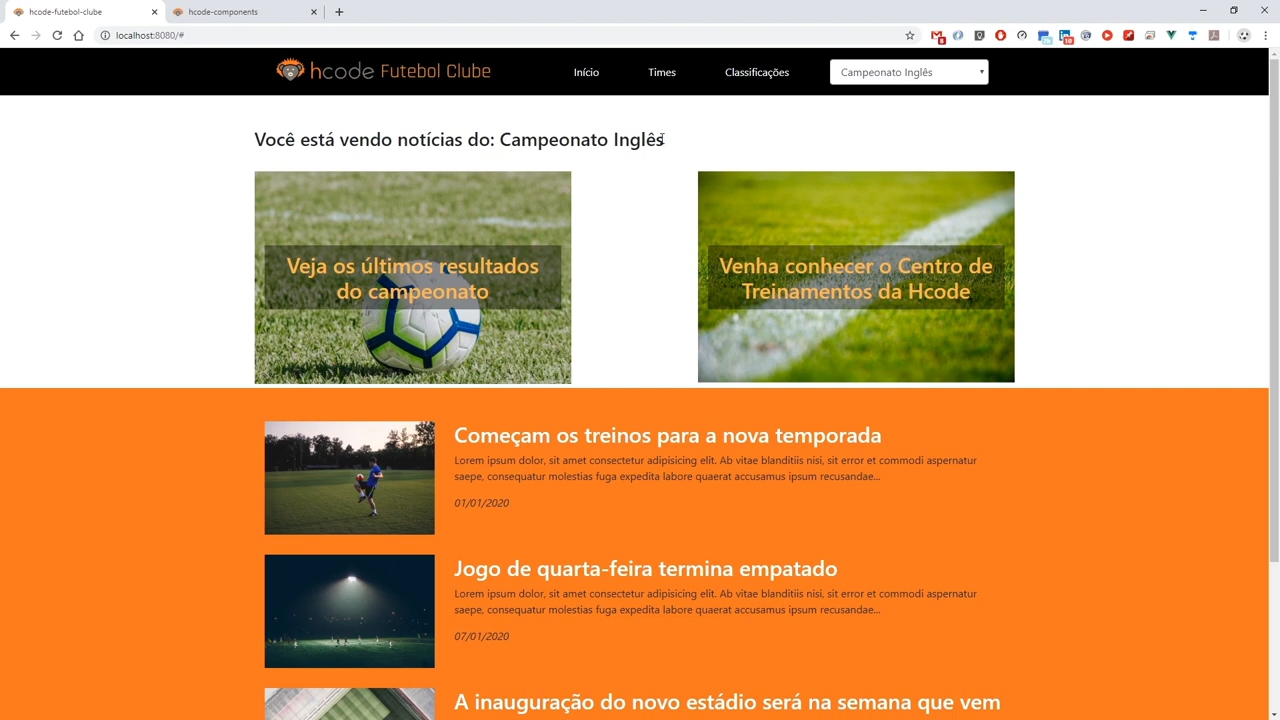 hcode-futebol-clube
hcode-components
localhost:8080/#
hcode Futebol Clube
Início
Times
Classificações
Campeonato Inglês
Você está vendo notícias do: Campeonato Inglês
Veja os últimos resultados
do campeonato
Venha conhecer o Centro de
Treinamentos da Hcode
Começam os treinos para a nova temporada
Lorem ipsum dolor, sit amet consectetur adipisicing elit. Ab vitae blanditiis nisi, sit error et commodi aspernatur
saepe, consequatur molestias fuga expedita labore quaerat accusamus ipsum recusandae...
01/01/2020
Jogo de quarta-feira termina empatado
Lorem ipsum dolor, sit amet consectetur adipisicing elit. Ab vitae blanditiis nisi, sit error et commodi aspernatur
saepe, consequatur molestias fuga expedita labore quaerat accusamus ipsum recusandae...
07/01/2020
A inauguração do novo estádio será na semana que vem